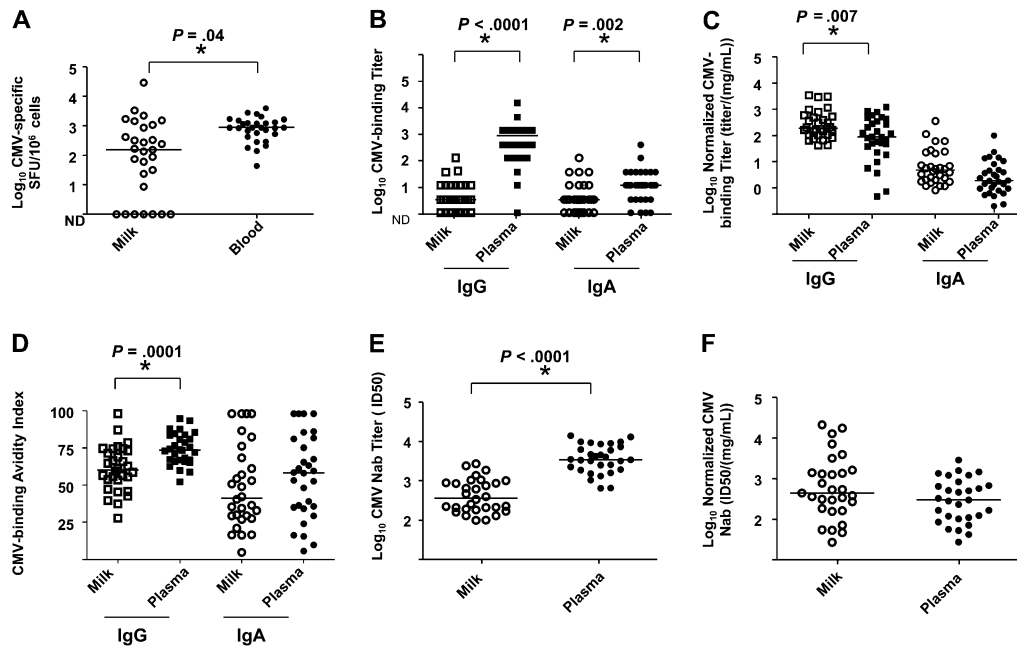 A
P = .04
*
Log10 CMV-specific
SFU/10^6 cells
5
4
3
2
1
ND
Milk
Blood
B
P < .0001
P = .002
*
*
Log10 CMV-binding Titer
5
4
3
2
1
ND
Milk
Plasma
Milk
Plasma
IgG
IgA
C
P = .007
*
Log10 Normalized CMV-
binding Titer (titer/(mg/mL))
5
4
3
2
1
0
Milk
Plasma
Milk
Plasma
IgG
IgA
D
P = .0001
*
CMV-binding Avidity Index
100
75
50
25
Milk
Plasma
Milk
Plasma
IgG
IgA
E
P < .0001
*
Log10 CMV Nab Titer ( ID50)
5
4
3
2
Milk
Plasma
F
Log10 Normalized CMV
Nab (ID50/(mg/mL))
5
4
3
2
Milk
Plasma